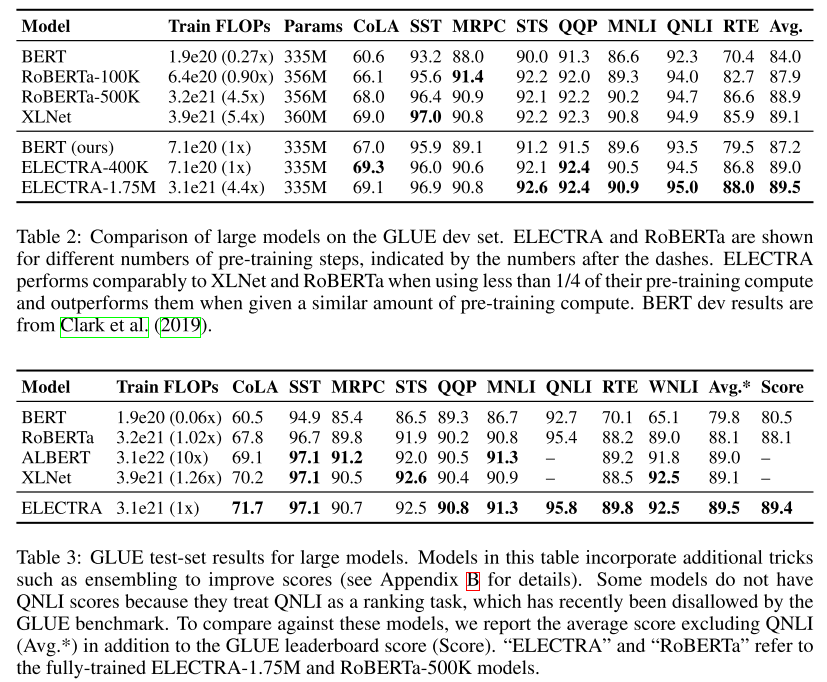 Model Train FLOPs Params CoLA SST MRPC STS QQP MNLI QNLI RTE Avg.
BERT 1.9e20 (0.27x) 335M 60.6 93.2 88.0 90.0 91.3 86.6 92.3 70.4 84.0
RoBERTa-100K 6.4e20 (0.90x) 356M 66.1 95.6 91.4 92.2 92.0 89.3 94.0 82.7 87.9
RoBERTa-500K 3.2e21 (4.5x) 356M 68.0 96.4 90.9 92.1 92.2 90.2 94.7 86.6 88.9
XLNet 3.9e21 (5.4x) 360M 69.0 97.0 90.8 92.2 92.3 90.8 94.9 85.9 89.1
BERT (ours) 7.1e20 (1x) 335M 67.0 95.9 89.1 91.2 91.5 89.6 93.5 79.5 87.2
ELECTRA-400K 7.1e20 (1x) 335M 69.3 96.0 90.6 92.1 92.4 90.5 94.5 86.8 89.0
ELECTRA-1.75M 3.1e21 (4.4x) 335M 69.1 96.9 90.8 92.6 92.4 90.9 95.0 88.0 89.5
Table 2: Comparison of large models on the GLUE dev set. ELECTRA and RoBERTa are shown
for different numbers of pre-training steps, indicated by the numbers after the dashes. ELECTRA
performs comparably to XLNet and RoBERTa when using less than 1/4 of their pre-training compute
and outperforms them when given a similar amount of pre-training compute. BERT dev results are
from Clark et al. (2019).
Model Train FLOPs CoLA SST MRPC STS QQP MNLI QNLI RTE WNLI Avg.* Score
BERT 1.9e20 (0.06x) 60.5 94.9 85.4 86.5 89.3 86.7 92.7 70.1 65.1 79.8 80.5
RoBERTa 3.2e21 (1.02x) 67.8 96.7 89.8 91.9 90.2 90.8 95.4 88.2 89.0 88.1 88.1
ALBERT 3.1e22 (10x) 69.1 97.1 91.2 92.0 90.5 91.3 – 89.2 91.8 89.0 –
XLNet 3.9e21 (1.26x) 70.2 97.1 90.5 92.6 90.4 90.9 – 88.5 92.5 89.1 –
ELECTRA 3.1e21 (1x) 71.7 97.1 90.7 92.5 90.8 91.3 95.8 89.8 92.5 89.5 89.4
Table 3: GLUE test-set results for large models. Models in this table incorporate additional tricks
such as ensembling to improve scores (see Appendix B for details). Some models do not have
QNLI scores because they treat QNLI as a ranking task, which has recently been disallowed by the
GLUE benchmark. To compare against these models, we report the average score excluding QNLI
(Avg.*) in addition to the GLUE leaderboard score (Score). “ELECTRA” and “RoBERTa” refer to
the fully-trained ELECTRA-1.75M and RoBERTa-500K models.